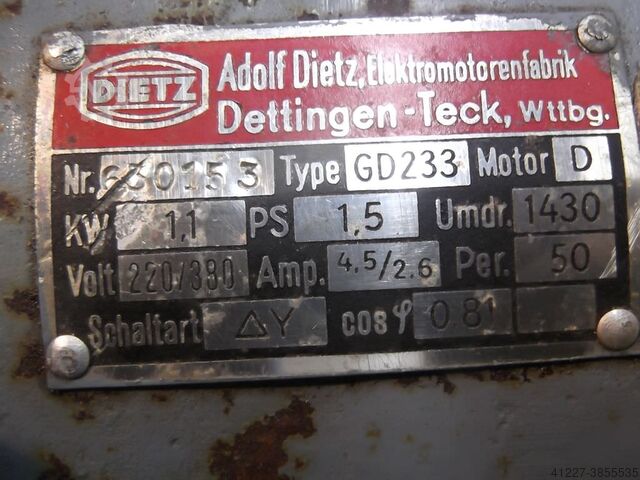 DIETZ
Adolf Dietz, Elektromotorenfabrik
Dettingen-Teck, Wttbg.
Nr. 630153 Type GD233 Motor D
KW 1,1 PS 1,5 Umdr. 1430
Volt 220/380 Amp. 4.5/2.6 Per. 50
Schaltart △Y cos φ 0.81
41227-3855535